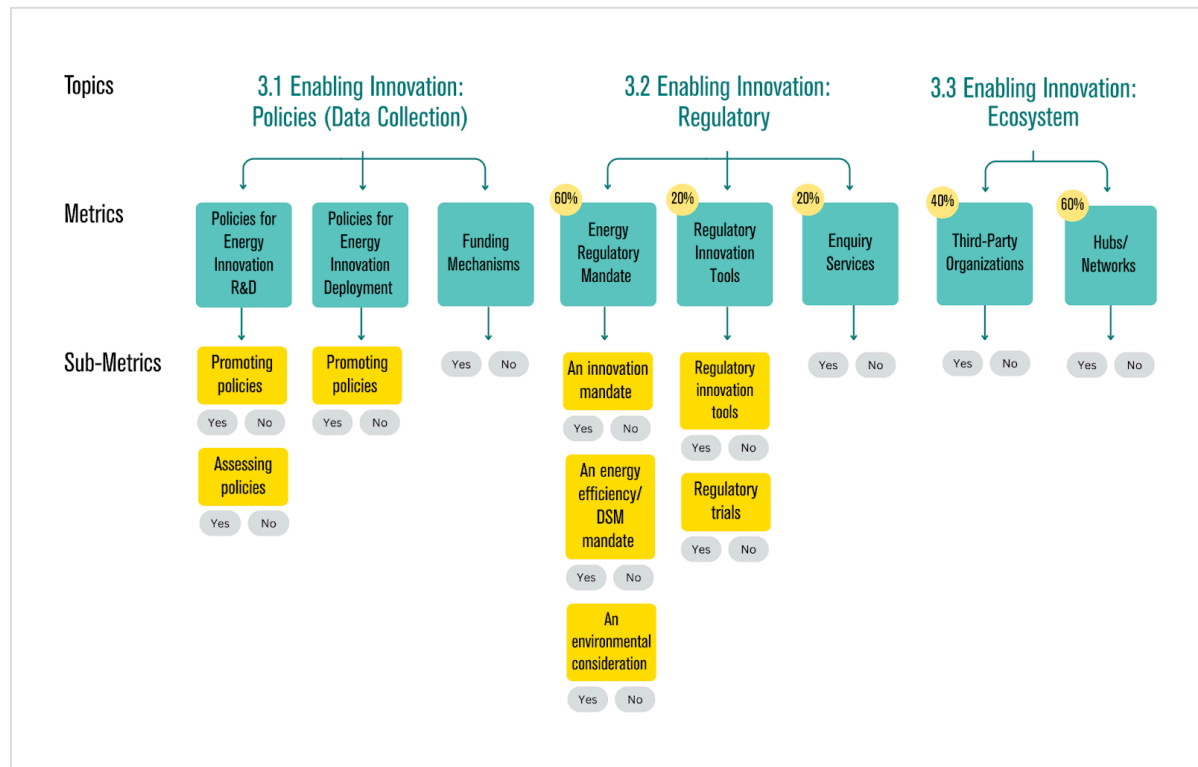 Topics
3.1 Enabling Innovation:
Policies (Data Collection)
3.2 Enabling Innovation:
Regulatory
3.3 Enabling Innovation:
Ecosystem
Metrics
Policies for
Energy
Innovation
R&D
Policies for
Energy
Innovation
Deployment
Funding
Mechanisms
60%
Energy
Regulatory
Mandate
20%
Regulatory
Innovation
Tools
20%
Enquiry
Services
40%
Third-Party
Organizations
60%
Hubs/
Networks
Sub-Metrics
Promoting
policies
Yes No
Assessing
policies
Yes No
Promoting
policies
Yes No
Yes No
An innovation
mandate
Yes No
An energy
efficiency/
DSM
mandate
Yes No
An
environmental
consideration
Yes No
Regulatory
innovation
tools
Yes No
Regulatory
trials
Yes No
Yes No
Yes No
Yes No